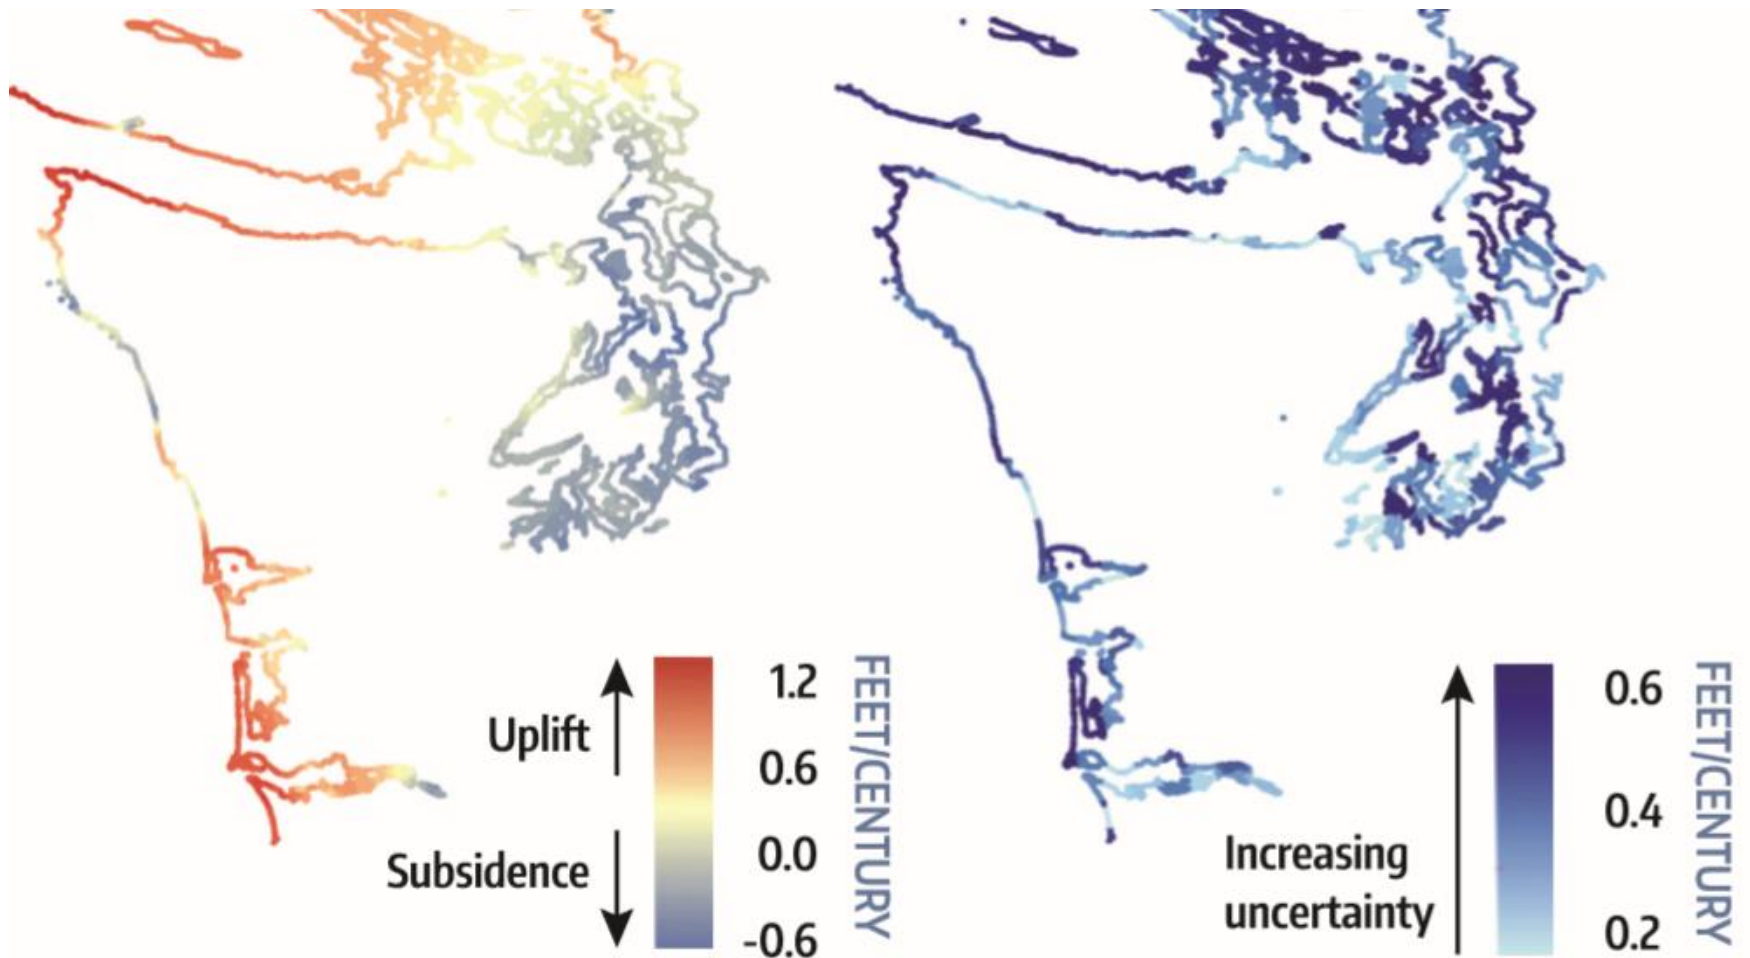 Uplift
Subsidence
1.2
0.6
0.0
-0.6
FEET/CENTURY
Increasing
uncertainty
0.6
0.4
0.2
FEET/CENTURY